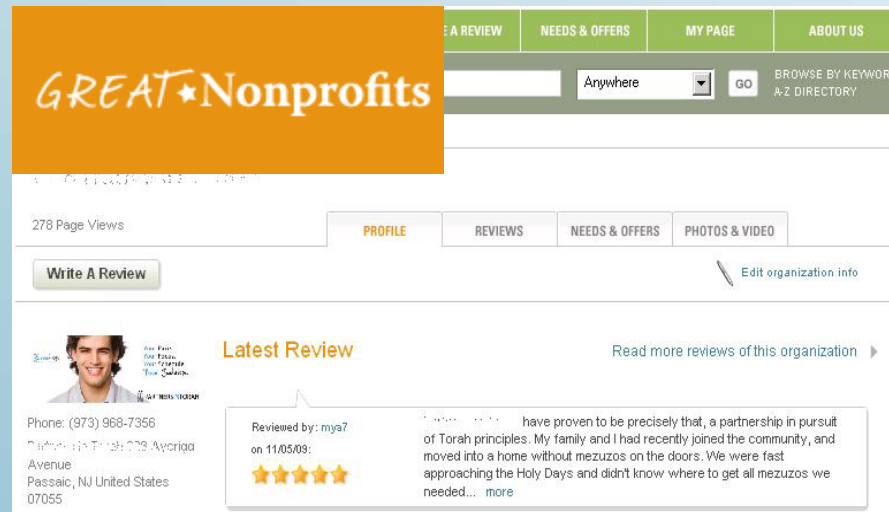 GREAT Nonprofits
E A REVIEW NEEDS & OFFERS MY PAGE ABOUT US
Anywhere GO BROWSE BY KEYWOR
A-Z DIRECTORY
278 Page Views
PROFILE REVIEWS NEEDS & OFFERS PHOTOS & VIDEO
Write A Review Edit organization info
Latest Review Read more reviews of this organization
Phone: (973) 968-7356
Avenue
Passaic, NJ United States
07055
Reviewed by: mya7
on 11/05/09:
have proven to be precisely that, a partnership in pursuit
of Torah principles. My family and I had recently joined the community, and
moved into a home without mezuzos on the doors. We were fast
approaching the Holy Days and didn't know where to get all mezuzos we
needed... more